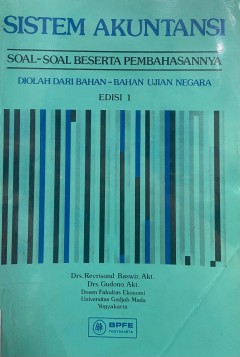 SISTEM AKUNTANSI
SOAL-SOAL BESERTA PEMBAHASANNYA
DIOLAH DARI BAHAN-BAHAN UJIAN NEGARA
EDISI 1
Drs. Revrisond Baswir, Akt.
Drs. Gudono, Akt.
Dosen Fakultas Ekonomi
Universitas Gadjah Mada
Yogyakarta
BPFE
YOGYAKARTA